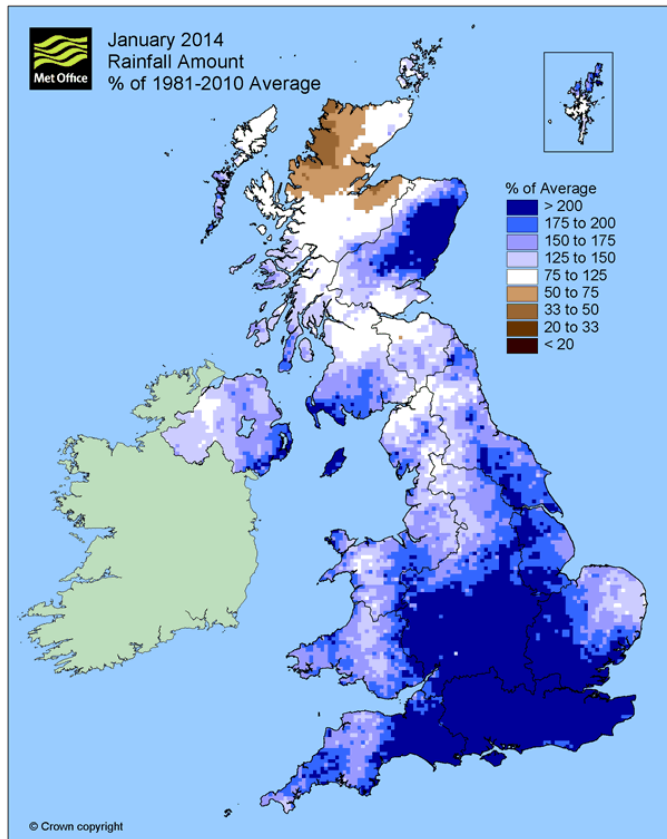 January 2014
Rainfall Amount
% of 1981-2010 Average
Met Office
% of Average
> 200
175 to 200
150 to 175
125 to 150
75 to 125
50 to 75
33 to 50
20 to 33
< 20
© Crown copyright